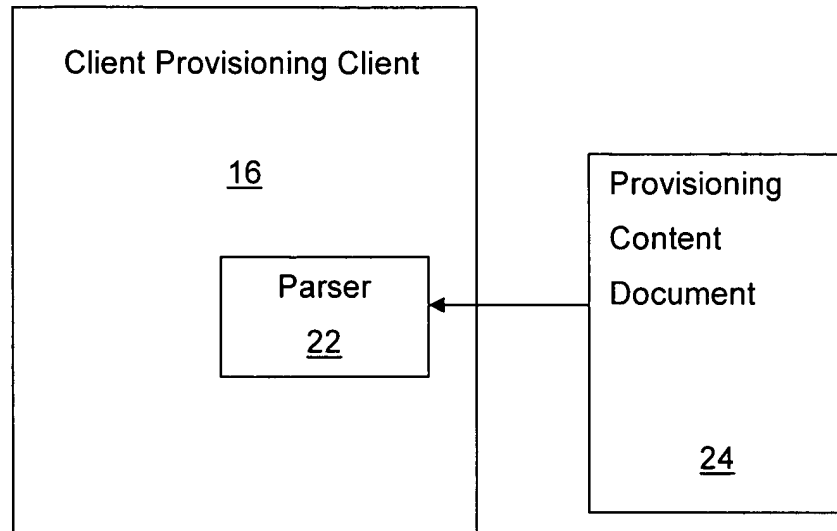 Client Provisioning Client
16
Parser
22
Provisioning
Content
Document
24